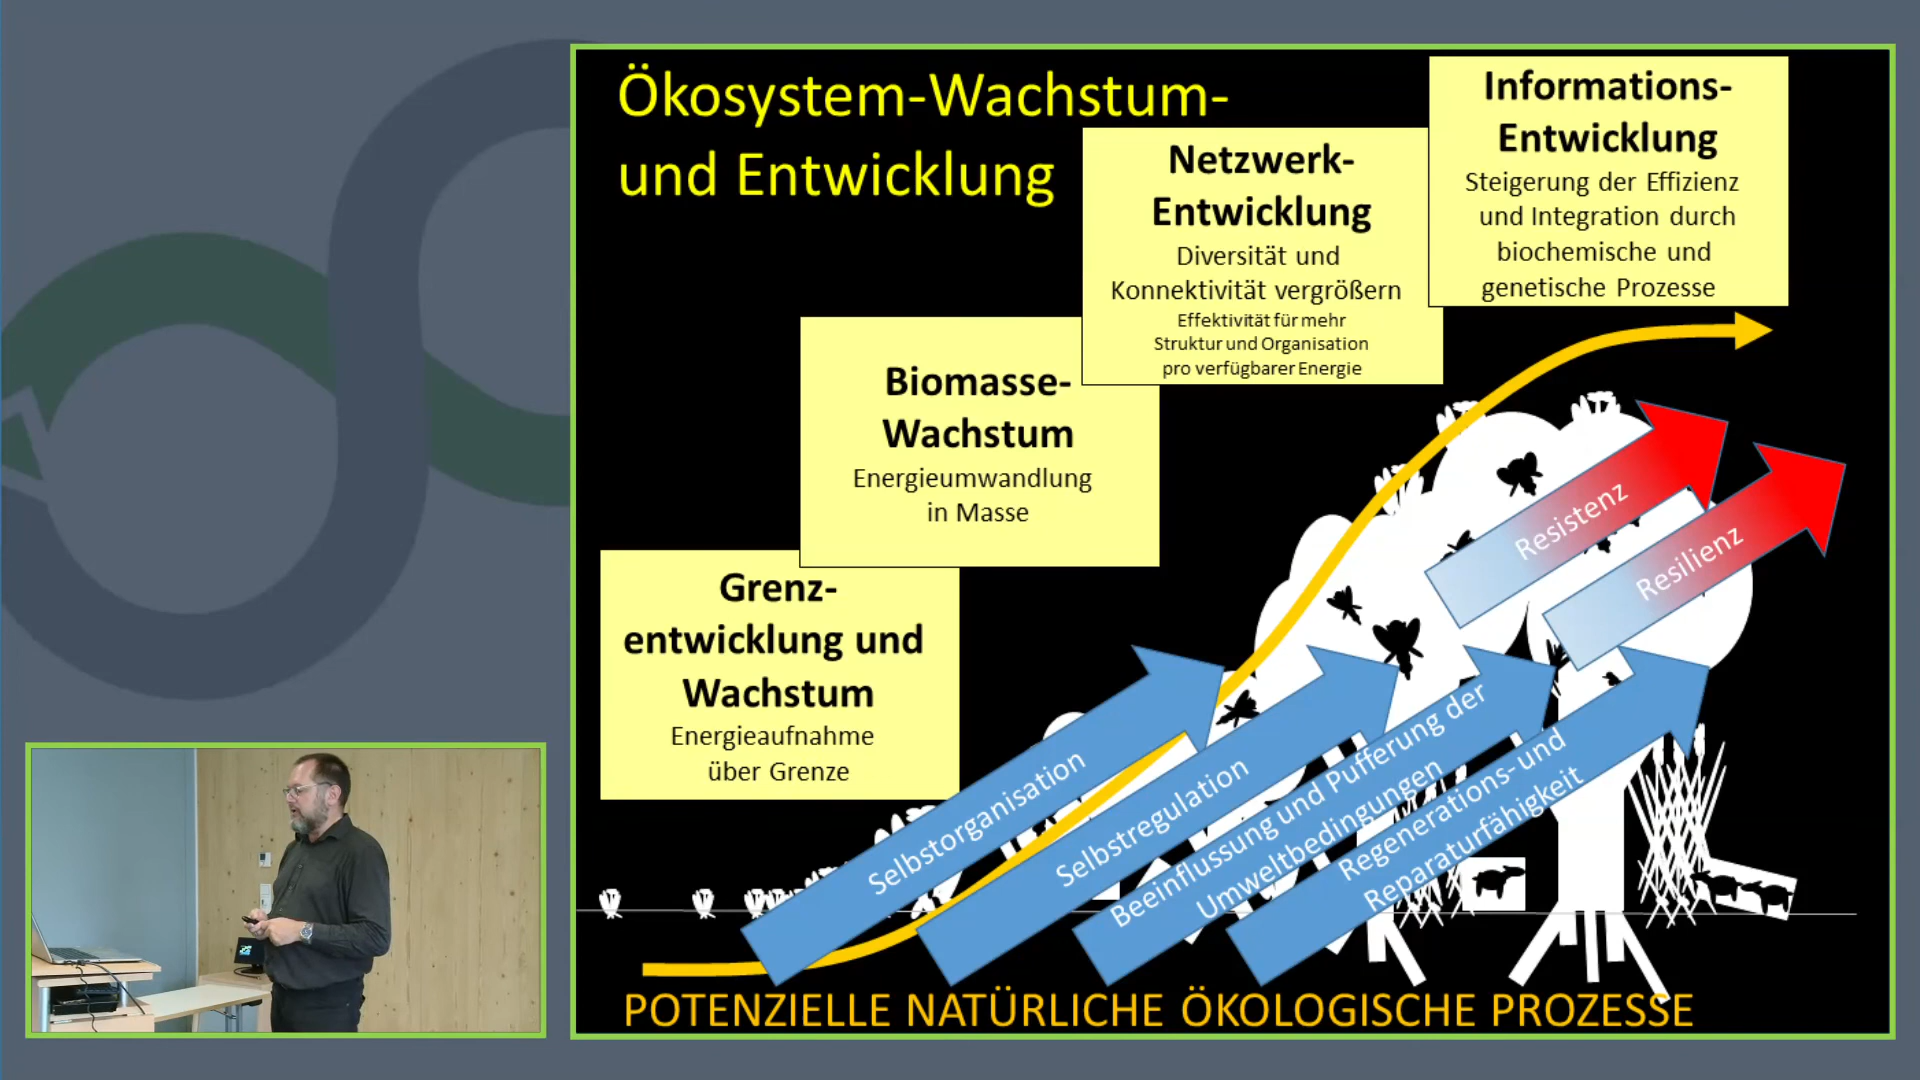 Ökosystem-Wachstum-
und Entwicklung
Informations-
Entwicklung
Steigerung der Effizienz
und Integration durch
biochemische und
genetische Prozesse
Netzwerk-
Entwicklung
Diversität und
Konnektivität vergrößern
Effektivität für mehr
Struktur und Organisation
pro verfügbarer Energie
Biomasse-
Wachstum
Energieumwandlung
in Masse
Grenz-
entwicklung und
Wachstum
Energieaufnahme
über Grenze
Resistenz
Resilienz
Selbstorganisation
Selbstregulation
Beeinflussung und Pufferung der
Umweltbedingungen
Regenerations- und
Reparaturfähigkeit
POTENZIELLE NATÜRLICHE ÖKOLOGISCHE PROZESSE